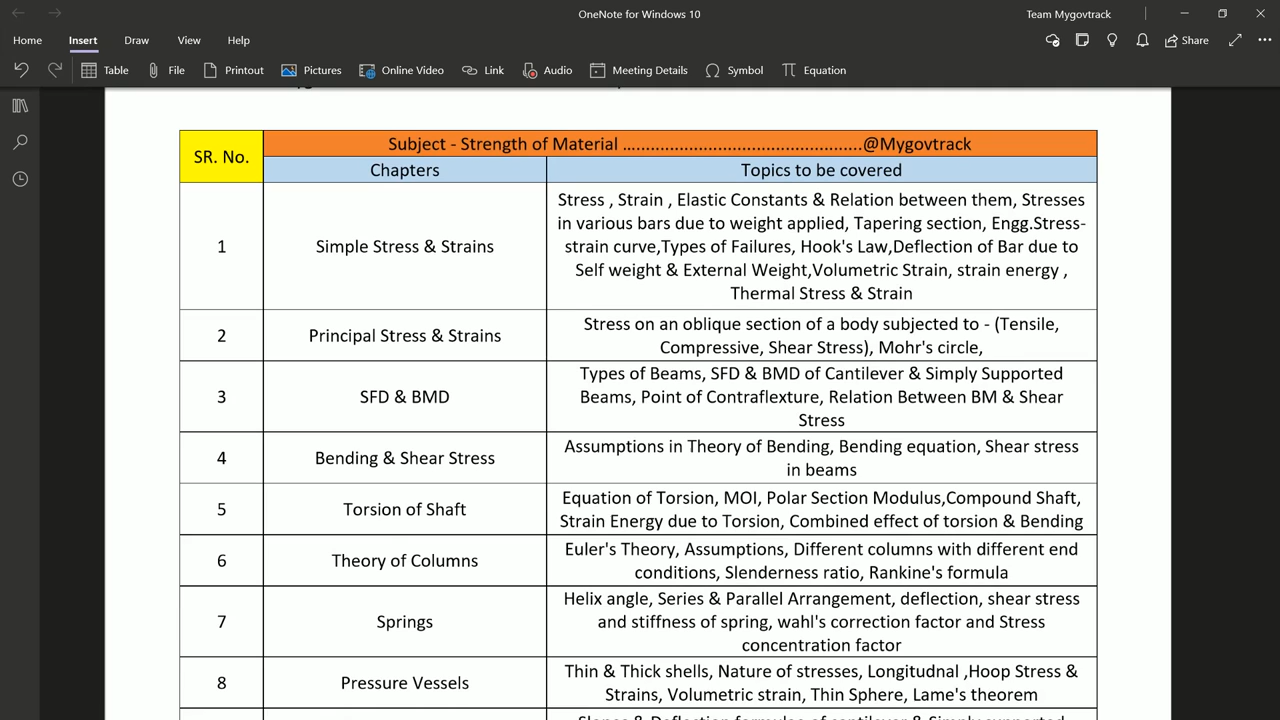 OneNote for Windows 10
Team Mygovtrack
Home Insert Draw View Help
Share
Table File Printout Pictures Online Video Link Audio Meeting Details Symbol Equation
SR. No.
Subject - Strength of Material ..................................................@Mygovtrack
Chapters
Topics to be covered
1
Simple Stress & Strains
Stress , Strain , Elastic Constants & Relation between them, Stresses
in various bars due to weight applied, Tapering section, Engg.Stress-
strain curve,Types of Failures, Hook's Law,Deflection of Bar due to
Self weight & External Weight,Volumetric Strain, strain energy ,
Thermal Stress & Strain
2
Principal Stress & Strains
Stress on an oblique section of a body subjected to - (Tensile,
Compressive, Shear Stress), Mohr's circle,
3
SFD & BMD
Types of Beams, SFD & BMD of Cantilever & Simply Supported
Beams, Point of Contraflexture, Relation Between BM & Shear
Stress
4
Bending & Shear Stress
Assumptions in Theory of Bending, Bending equation, Shear stress
in beams
5
Torsion of Shaft
Equation of Torsion, MOI, Polar Section Modulus,Compound Shaft,
Strain Energy due to Torsion, Combined effect of torsion & Bending
6
Theory of Columns
Euler's Theory, Assumptions, Different columns with different end
conditions, Slenderness ratio, Rankine's formula
7
Springs
Helix angle, Series & Parallel Arrangement, deflection, shear stress
and stiffness of spring, wahl's correction factor and Stress
concentration factor
8
Pressure Vessels
Thin & Thick shells, Nature of stresses, Longitudnal ,Hoop Stress &
Strains, Volumetric strain, Thin Sphere, Lame's theorem
Slopes & Deflection formulas of cantilever & Simply supported